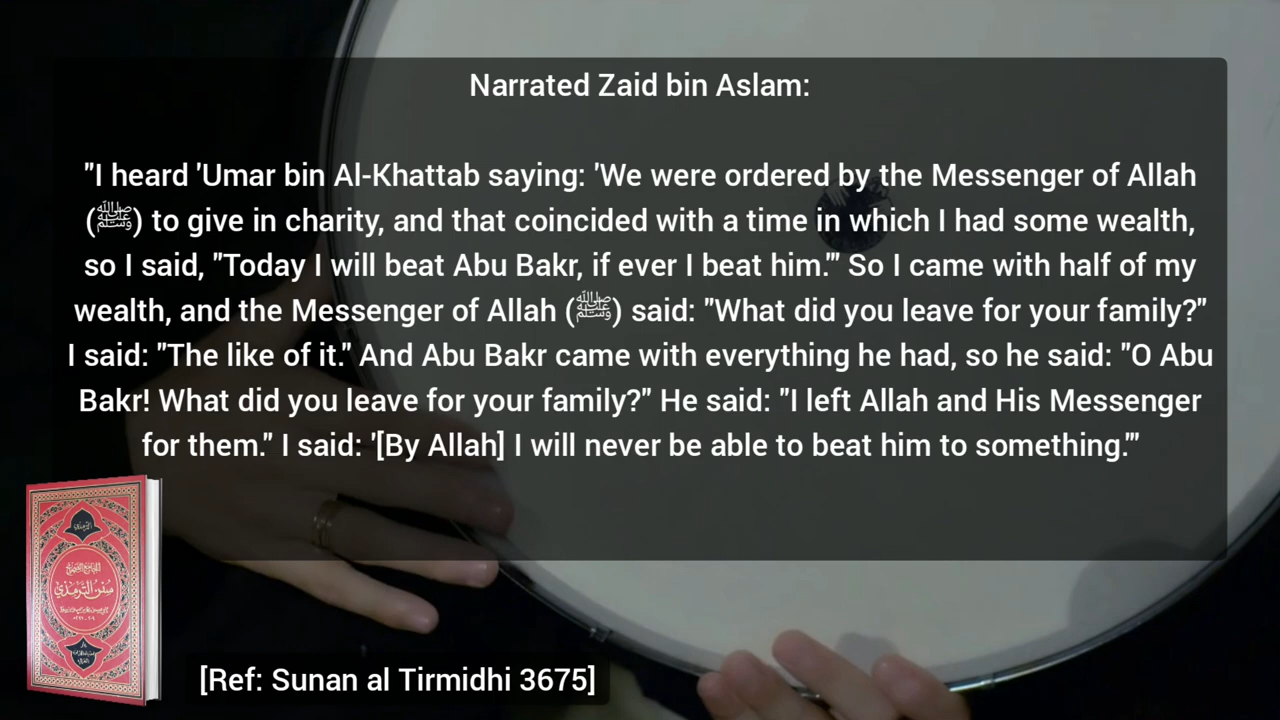 Narrated Zaid bin Aslam:
"I heard 'Umar bin Al-Khattab saying: 'We were ordered by the Messenger of Allah
(ﷺ) to give in charity, and that coincided with a time in which I had some wealth,
so I said, "Today I will beat Abu Bakr, if ever I beat him."' So I came with half of my
wealth, and the Messenger of Allah (ﷺ) said: "What did you leave for your family?"
I said: "The like of it." And Abu Bakr came with everything he had, so he said: "O Abu
Bakr! What did you leave for your family?" He said: "I left Allah and His Messenger
for them." I said: '[By Allah] I will never be able to beat him to something.'"
سنن الترمذي
[Ref: Sunan al Tirmidhi 3675]